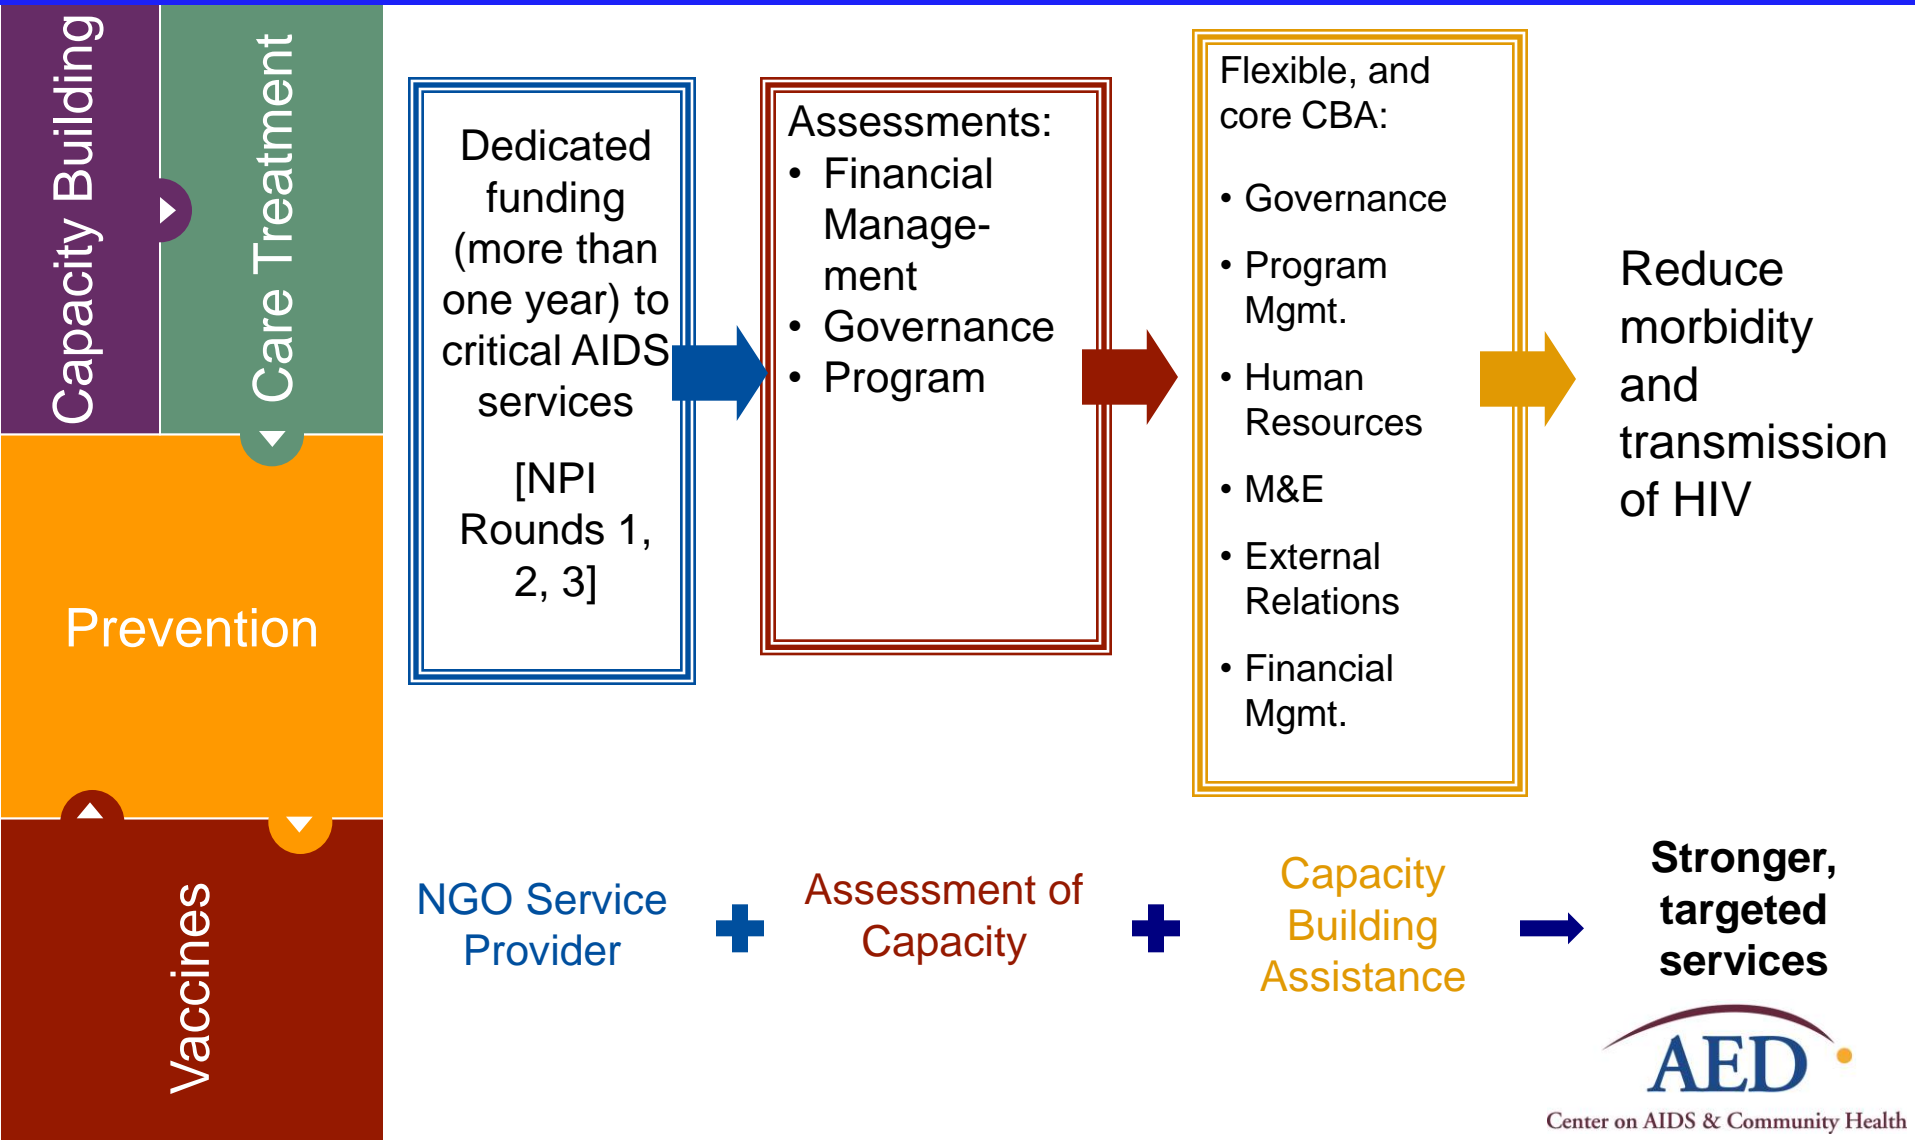 Capacity Building
Care Treatment
Prevention
Vaccines
Dedicated
funding
(more than
one year) to
critical AIDS
services
[NPI
Rounds 1,
2, 3]
Assessments:
• Financial
Manage-
ment
• Governance
• Program
Flexible, and
core CBA:
• Governance
• Program
Mgmt.
• Human
Resources
• M&E
• External
Relations
• Financial
Mgmt.
Reduce
morbidity
and
transmission
of HIV
NGO Service
Provider
Assessment of
Capacity
Capacity
Building
Assistance
Stronger,
targeted
services
AED
Center on AIDS & Community Health